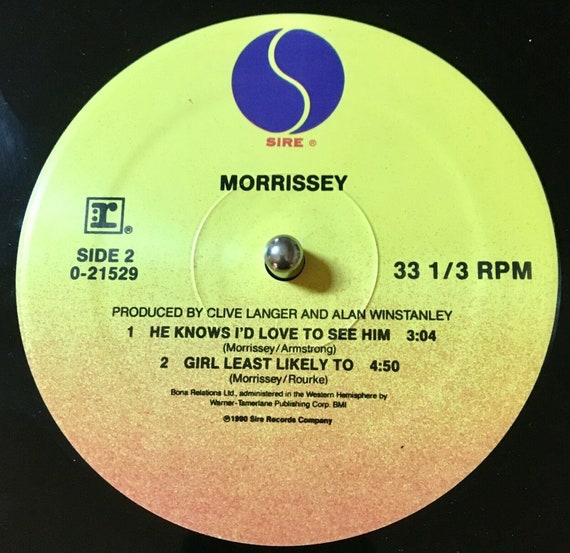 SIRE ®
MORRISSEY
r®
SIDE 2
0-21529
33 1/3 RPM
PRODUCED BY CLIVE LANGER AND ALAN WINSTANLEY
1 HE KNOWS I'D LOVE TO SEE HIM 3:04
(Morrissey/Armstrong)
2 GIRL LEAST LIKELY TO 4:50
(Morrissey/Rourke)
Bona Relations Ltd., administered in the Western Hemisphere by
Warner-Tamerlane Publishing Corp. BMI
℗1990 Sire Records Company